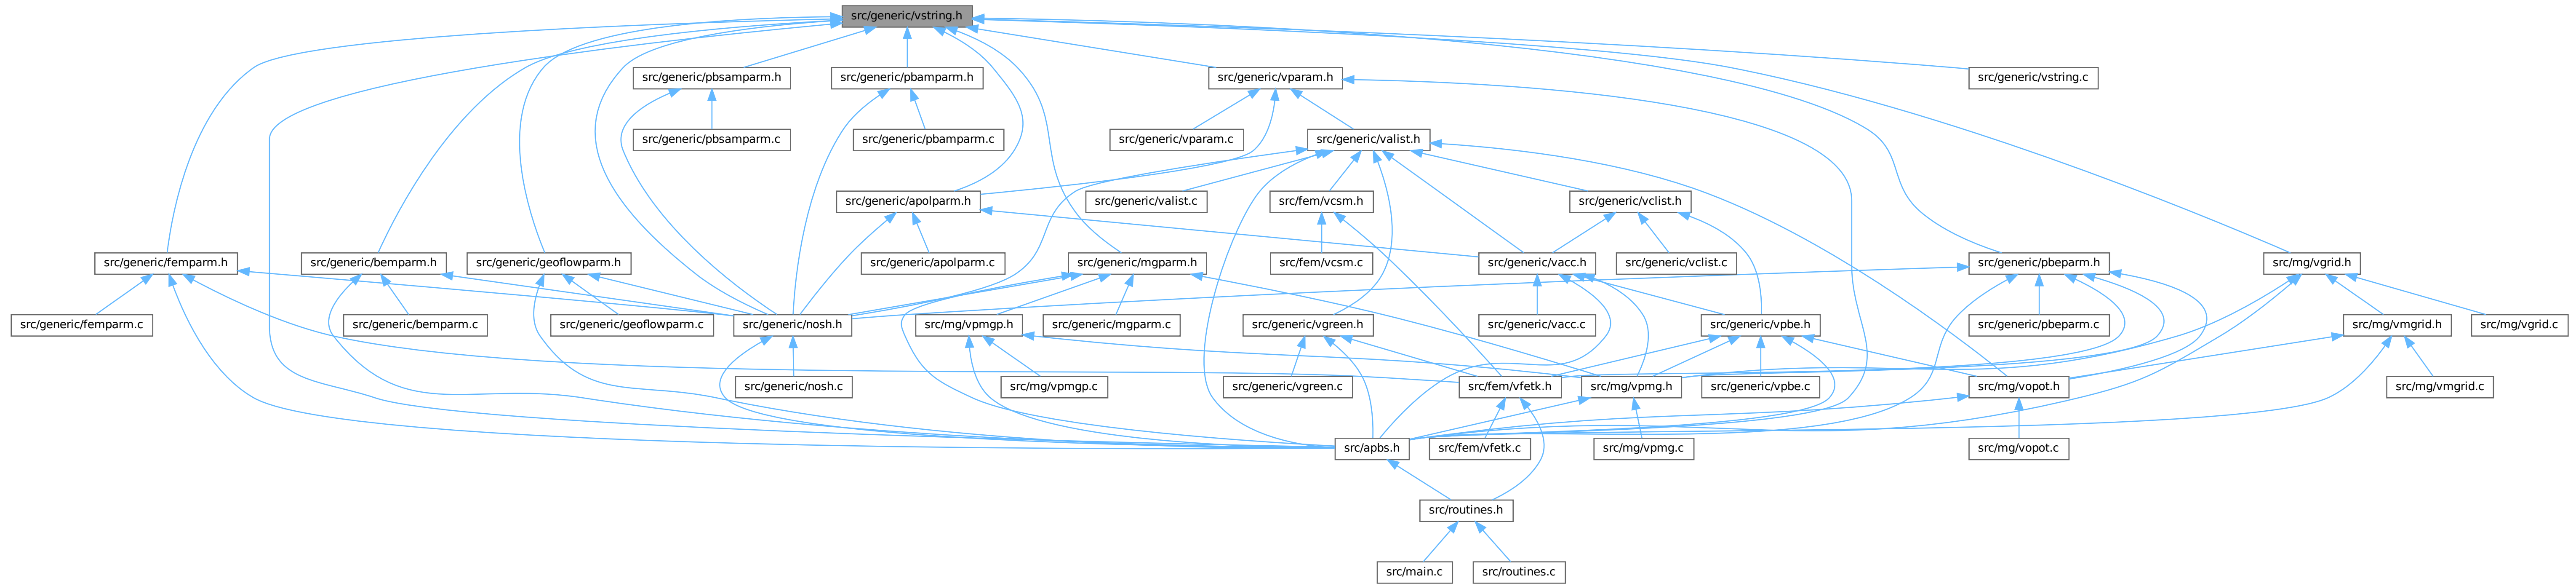 src/generic/vstring.h
src/generic/pbsamparm.h
src/generic/pbamparm.h
src/generic/vparam.h
src/generic/vstring.c
src/generic/pbsamparm.c
src/generic/pbamparm.c
src/generic/vparam.c
src/generic/valist.h
src/generic/apolparm.h
src/generic/valist.c
src/fem/vcsm.h
src/generic/vclist.h
src/generic/femparm.h
src/generic/bemparm.h
src/generic/geoflowparm.h
src/generic/apolparm.c
src/generic/mgparm.h
src/fem/vcsm.c
src/generic/vacc.h
src/generic/vclist.c
src/generic/pbeparm.h
src/mg/vgrid.h
src/generic/femparm.c
src/generic/bemparm.c
src/generic/geoflowparm.c
src/generic/nosh.h
src/mg/vpmgp.h
src/generic/mgparm.c
src/generic/vgreen.h
src/generic/vacc.c
src/generic/vpbe.h
src/generic/pbeparm.c
src/mg/vmgrid.h
src/mg/vgrid.c
src/generic/nosh.c
src/mg/vpmgp.c
src/generic/vgreen.c
src/fem/vfetk.h
src/mg/vpmg.h
src/generic/vpbe.c
src/mg/vopot.h
src/mg/vmgrid.c
src/apbs.h
src/fem/vfetk.c
src/mg/vpmg.c
src/mg/vopot.c
src/routines.h
src/main.c
src/routines.c